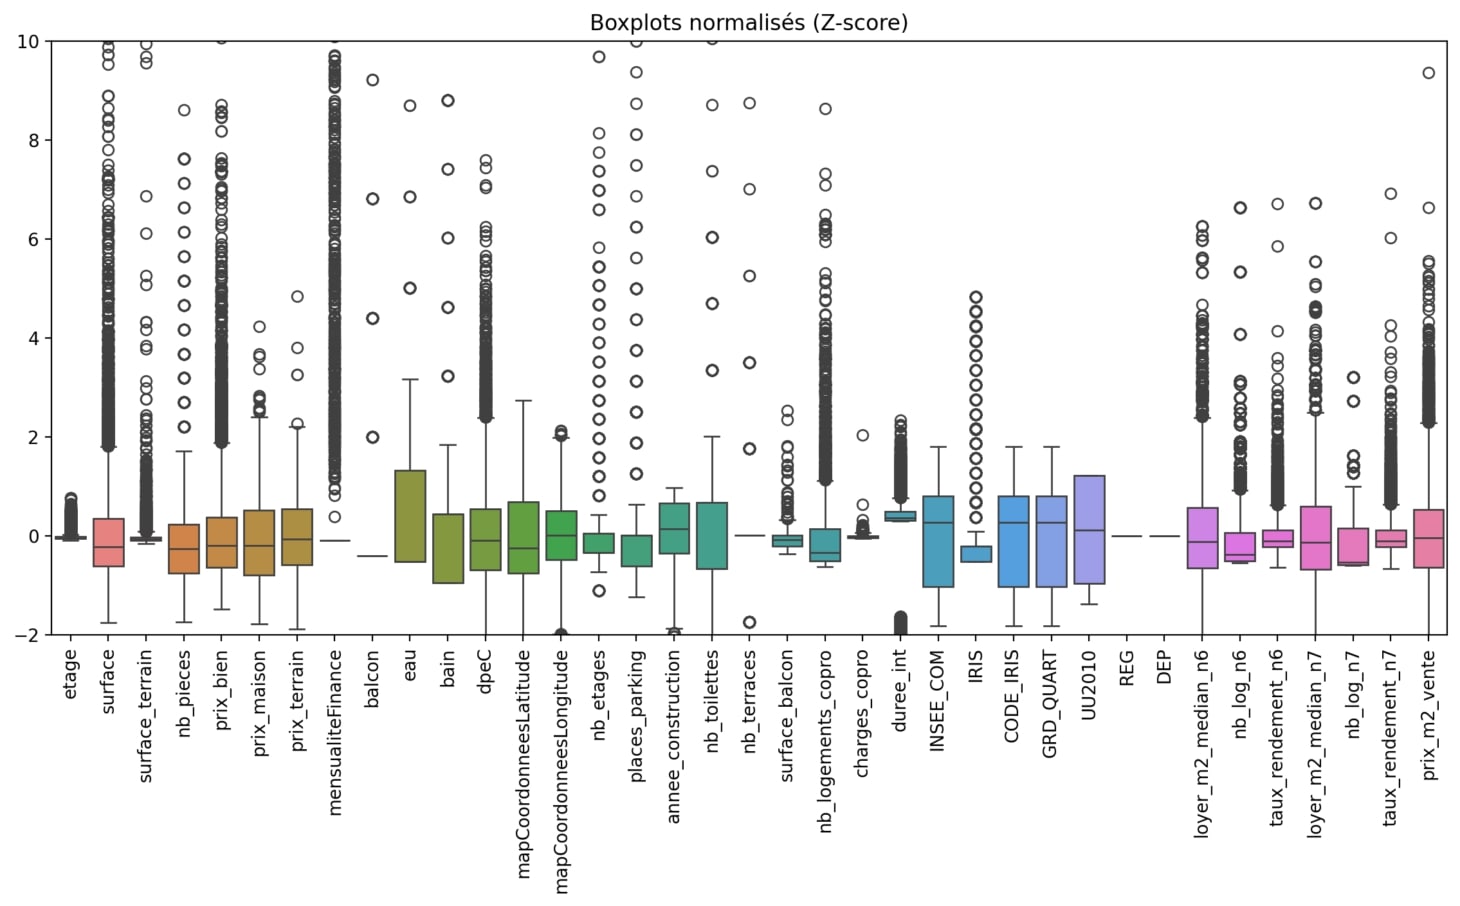 Boxplots normalisés (Z-score)
10
8
6
4
2
0
−2
etage
surface
surface_terrain
nb_pieces
prix_bien
prix_maison
prix_terrain
mensualiteFinance
balcon
eau
bain
dpeC
mapCoordonneesLatitude
mapCoordonneesLongitude
nb_etages
places_parking
annee_construction
nb_toilettes
nb_terraces
surface_balcon
nb_logements_copro
charges_copro
duree_int
INSEE_COM
IRIS
CODE_IRIS
GRD_QUART
UU2010
REG
DEP
loyer_m2_median_n6
nb_log_n6
taux_rendement_n6
loyer_m2_median_n7
nb_log_n7
taux_rendement_n7
prix_m2_vente